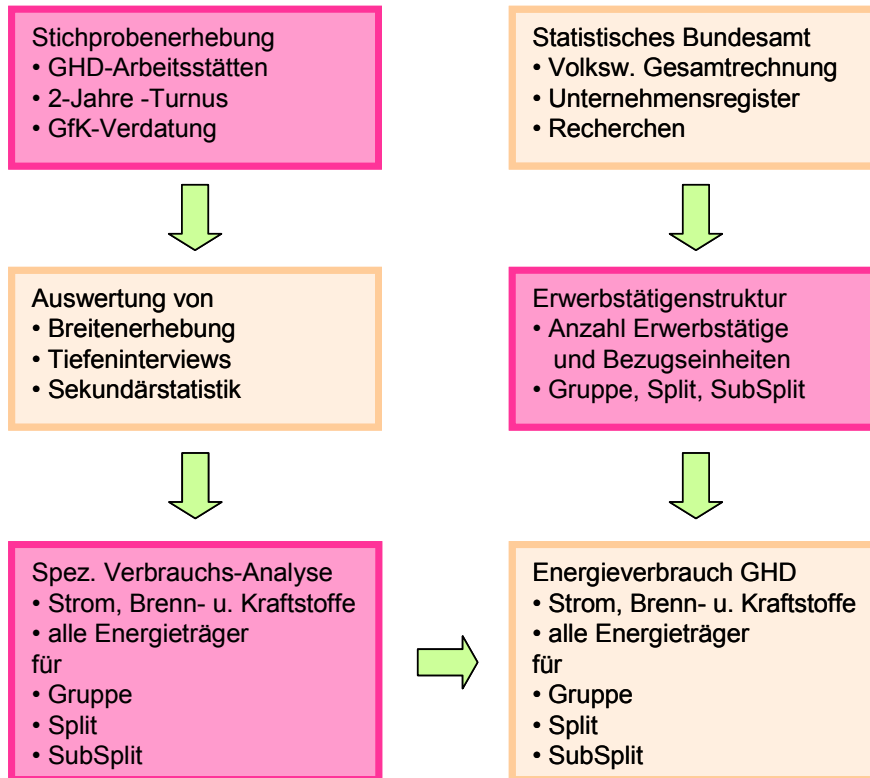 Stichprobenerhebung
• GHD-Arbeitsstätten
• 2-Jahre -Turnus
• GfK-Verdatung
Statistisches Bundesamt
• Volksw. Gesamtrechnung
• Unternehmensregister
• Recherchen
Auswertung von
• Breitenerhebung
• Tiefeninterviews
• Sekundärstatistik
Erwerbstätigenstruktur
• Anzahl Erwerbstätige
und Bezugseinheiten
• Gruppe, Split, SubSplit
Spez. Verbrauchs-Analyse
• Strom, Brenn- u. Kraftstoffe
• alle Energieträger
für
• Gruppe
• Split
• SubSplit
Energieverbrauch GHD
• Strom, Brenn- u. Kraftstoffe
• alle Energieträger
für
• Gruppe
• Split
• SubSplit